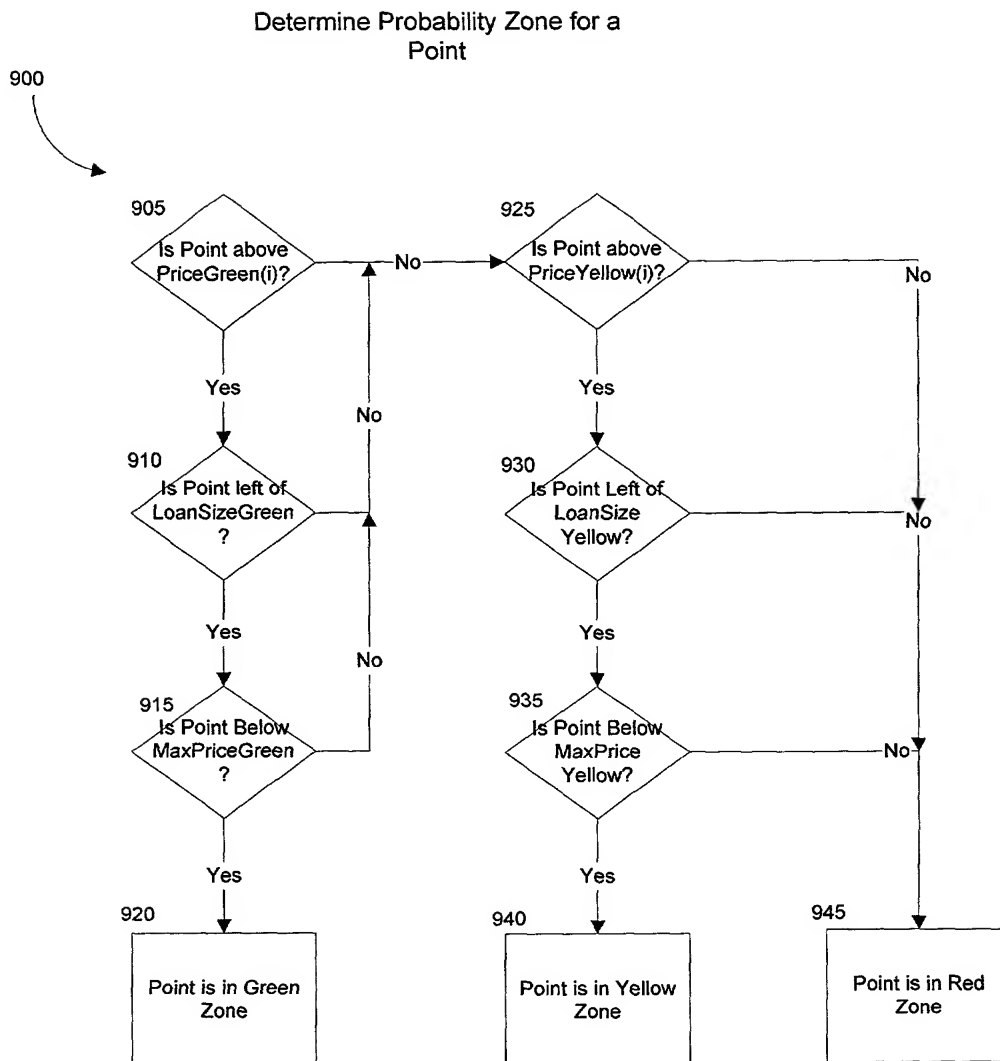 Determine Probability Zone for a
Point
900
905
Is Point above
PriceGreen(i)?
No
925
Is Point above
PriceYellow(i)?
No
Yes
Yes
No
910
Is Point left of
LoanSizeGreen
?
930
Is Point Left of
LoanSize
Yellow?
No
Yes
Yes
No
915
Is Point Below
MaxPriceGreen
?
935
Is Point Below
MaxPrice
Yellow?
No
Yes
Yes
920
Point is in Green
Zone
940
Point is in Yellow
Zone
945
Point is in Red
Zone